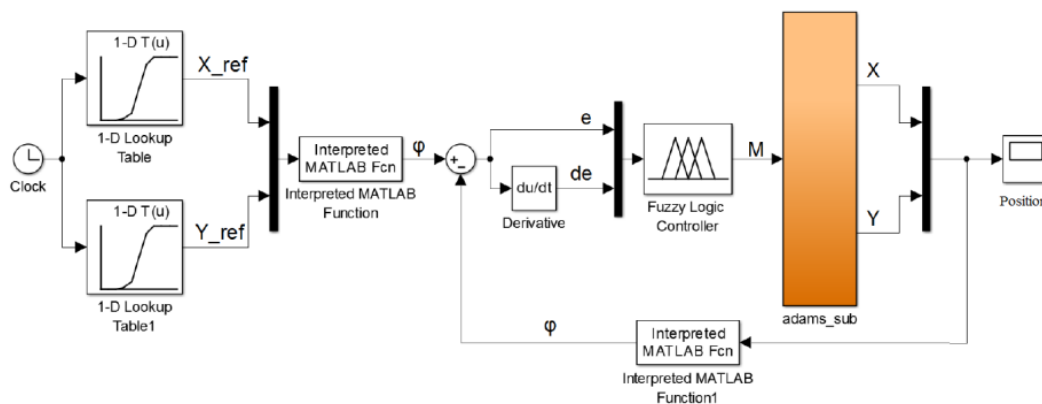 1-D T(u)
X_ref
1-D Lookup
Table
Clock
1-D T(u)
Y_ref
1-D Lookup
Table1
Interpreted
MATLAB Fcn
Interpreted MATLAB
Function
φ
+
−
e
du/dt
de
Derivative
Fuzzy Logic
Controller
M
X
Y
adams_sub
Position
φ
Interpreted
MATLAB Fcn
Interpreted MATLAB
Function1